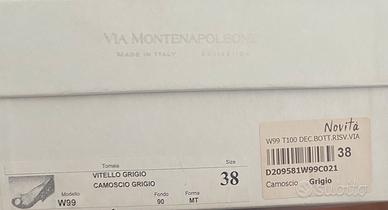 VIA MONTENAPOLEONE
MADE IN ITALY COLLECTION
Tomaia
VITELLO GRIGIO
CAMOSCIO GRIGIO
Size
38
Modello
W99
Fondo
90
Forma
MT
Novità
W99 T100 DEC.BOTT.RISV.VIA
38
D209581W99C021
Camoscio Grigio
Subito